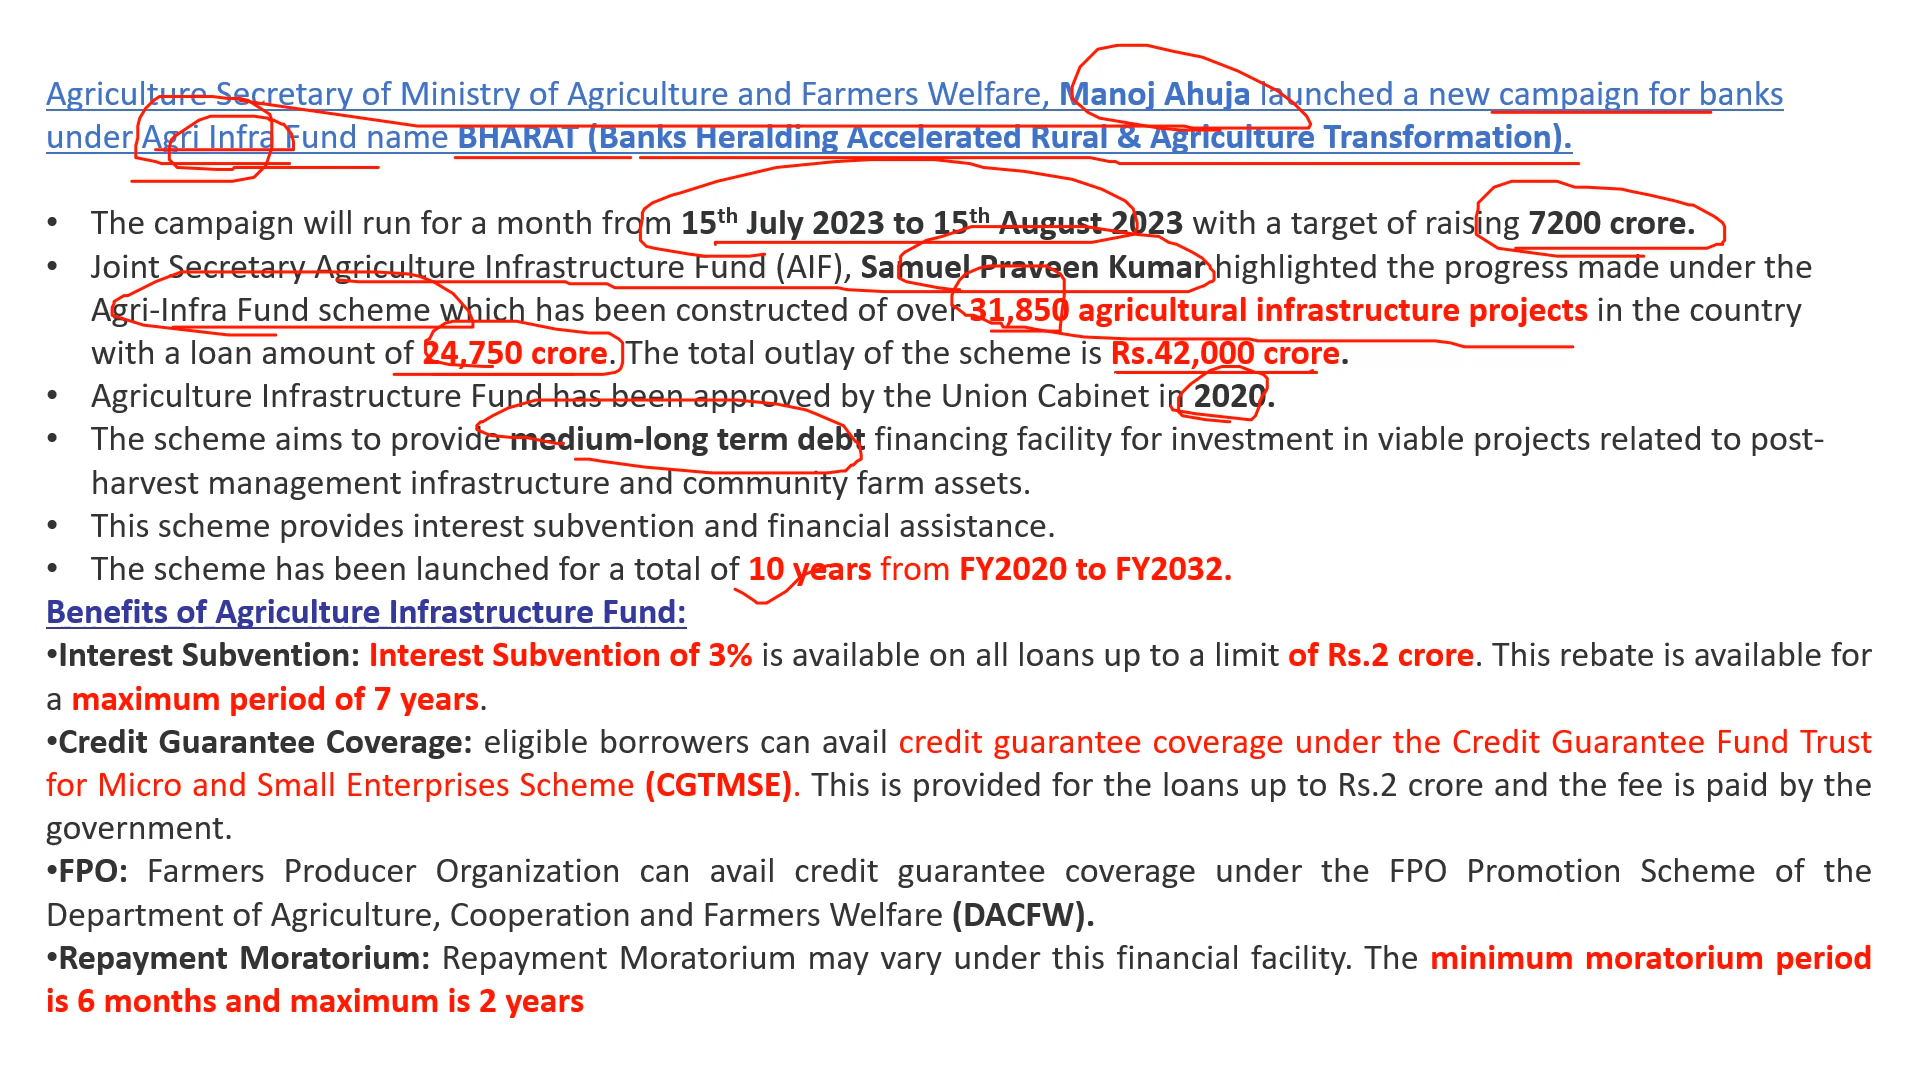 Agriculture Secretary of Ministry of Agriculture and Farmers Welfare, Manoj Ahuja launched a new campaign for banks
under Agri Infra Fund name BHARAT (Banks Heralding Accelerated Rural & Agriculture Transformation).
• The campaign will run for a month from 15th July 2023 to 15th August 2023 with a target of raising 7200 crore.
• Joint Secretary Agriculture Infrastructure Fund (AIF), Samuel Praveen Kumar highlighted the progress made under the
Agri-Infra Fund scheme which has been constructed of over 31,850 agricultural infrastructure projects in the country
with a loan amount of 24,750 crore. The total outlay of the scheme is Rs.42,000 crore.
• Agriculture Infrastructure Fund has been approved by the Union Cabinet in 2020.
• The scheme aims to provide medium-long term debt financing facility for investment in viable projects related to post-
harvest management infrastructure and community farm assets.
• This scheme provides interest subvention and financial assistance.
• The scheme has been launched for a total of 10 years from FY2020 to FY2032.
Benefits of Agriculture Infrastructure Fund:
•Interest Subvention: Interest Subvention of 3% is available on all loans up to a limit of Rs.2 crore. This rebate is available for
a maximum period of 7 years.
•Credit Guarantee Coverage: eligible borrowers can avail credit guarantee coverage under the Credit Guarantee Fund Trust
for Micro and Small Enterprises Scheme (CGTMSE). This is provided for the loans up to Rs.2 crore and the fee is paid by the
government.
•FPO: Farmers Producer Organization can avail credit guarantee coverage under the FPO Promotion Scheme of the
Department of Agriculture, Cooperation and Farmers Welfare (DACFW).
•Repayment Moratorium: Repayment Moratorium may vary under this financial facility. The minimum moratorium period
is 6 months and maximum is 2 years